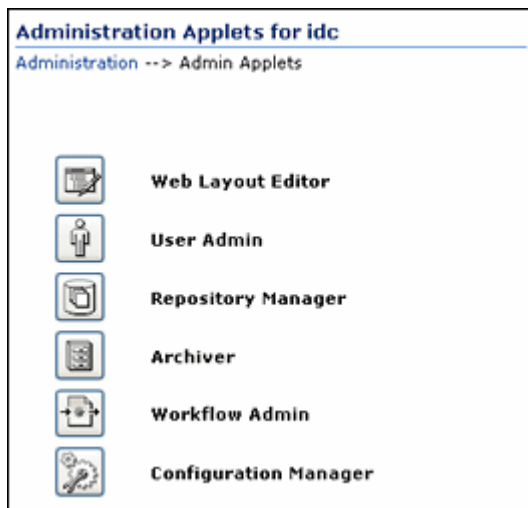 Administration Applets for idc
Administration --> Admin Applets
Web Layout Editor
User Admin
Repository Manager
Archiver
Workflow Admin
Configuration Manager